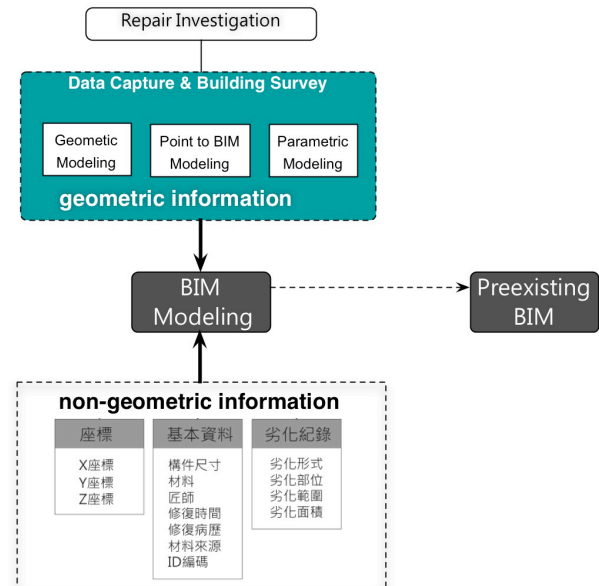 Repair Investigation
Data Capture & Building Survey
Geometic
Modeling
Point to BIM
Modeling
Parametric
Modeling
geometric information
BIM
Modeling
Preexisting
BIM
non-geometric information
座標
X座標
Y座標
Z座標
基本資料
構件尺寸
材料
匠師
修復時間
修復病歷
材料來源
ID編碼
劣化紀錄
劣化形式
劣化部位
劣化範圍
劣化面積